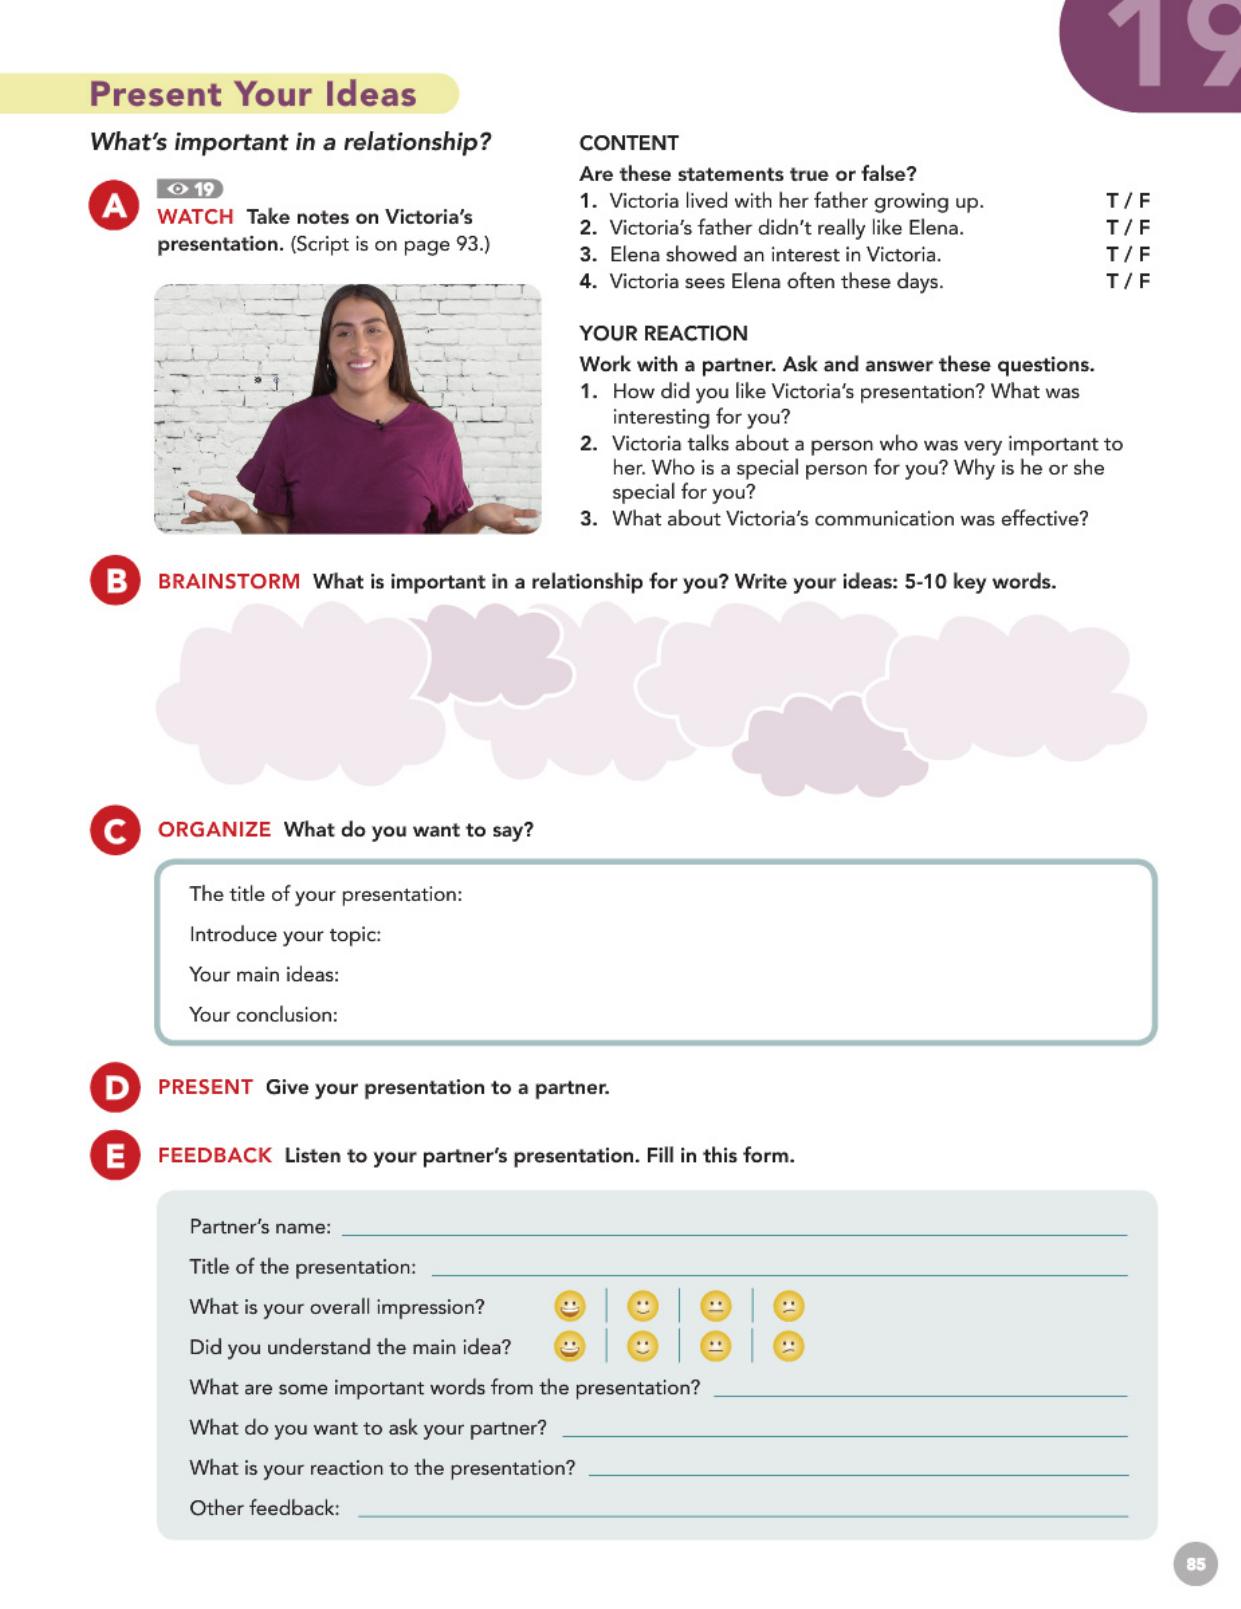 19
Present Your Ideas
What's important in a relationship?
A
19
WATCH Take notes on Victoria's
presentation. (Script is on page 93.)
CONTENT
Are these statements true or false?
1. Victoria lived with her father growing up. T / F
2. Victoria's father didn't really like Elena. T / F
3. Elena showed an interest in Victoria. T / F
4. Victoria sees Elena often these days. T / F
YOUR REACTION
Work with a partner. Ask and answer these questions.
1. How did you like Victoria's presentation? What was
interesting for you?
2. Victoria talks about a person who was very important to
her. Who is a special person for you? Why is he or she
special for you?
3. What about Victoria's communication was effective?
B
BRAINSTORM What is important in a relationship for you? Write your ideas: 5-10 key words.
C
ORGANIZE What do you want to say?
The title of your presentation:
Introduce your topic:
Your main ideas:
Your conclusion:
D
PRESENT Give your presentation to a partner.
E
FEEDBACK Listen to your partner's presentation. Fill in this form.
Partner's name:
Title of the presentation:
What is your overall impression?
Did you understand the main idea?
What are some important words from the presentation?
What do you want to ask your partner?
What is your reaction to the presentation?
Other feedback:
85